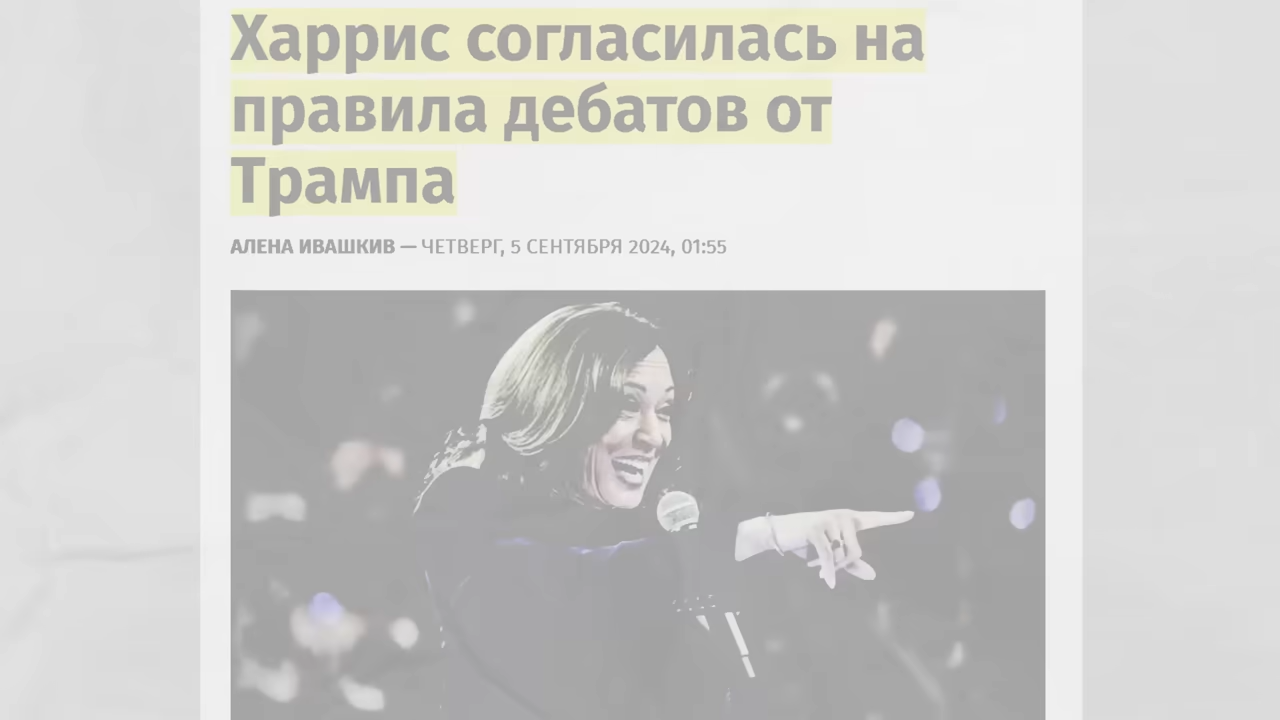 Харрис согласилась на
правила дебатов от
Трампа
АЛЕНА ИВАШКИВ — ЧЕТВЕРГ, 5 СЕНТЯБРЯ 2024, 01:55